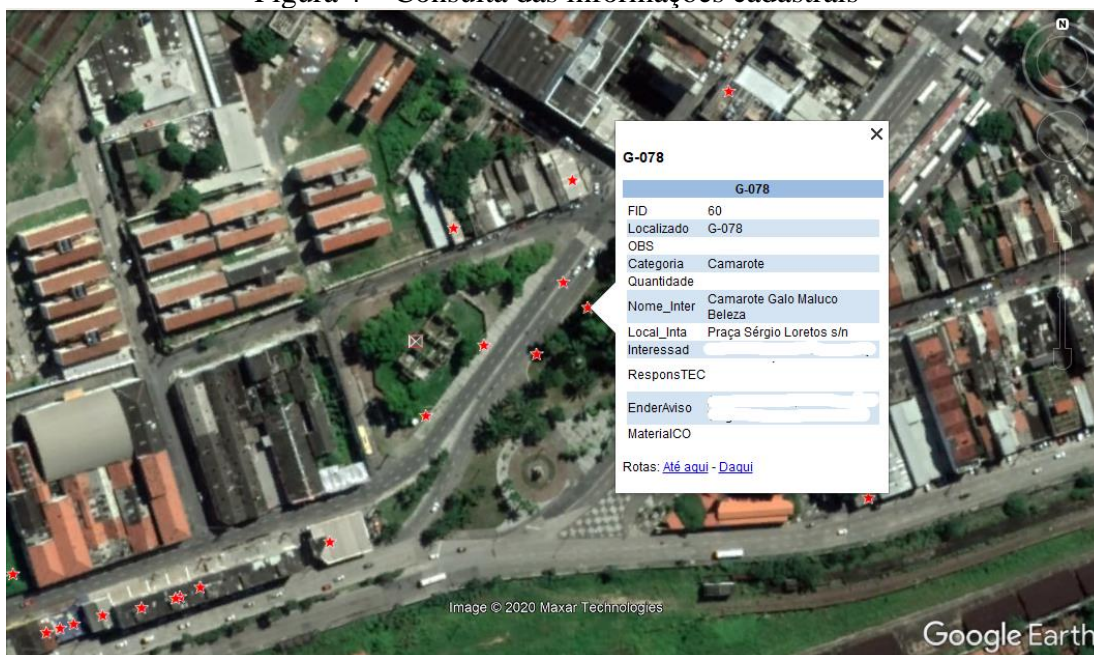 Figura 4 – Consulta das informações cadastrais
N
G-078
G-078
FID 60
Localizado G-078
OBS
Categoria Camarote
Quantidade
Nome_Inter Camarote Galo Maluco
Beleza
Local_Inta Praça Sérgio Loretos s/n
Interessad
ResponsTEC
EnderAviso
MaterialCO
Rotas: Até aqui - Daqui
Image © 2020 Maxar Technologies
Google Earth